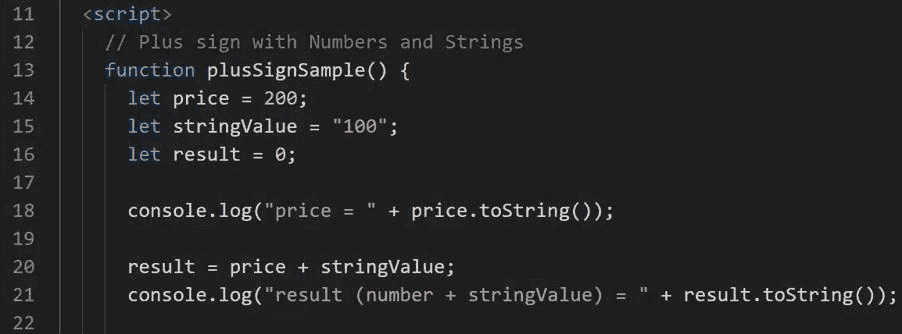 11 <script>
12 // Plus sign with Numbers and Strings
13 function plusSignSample() {
14 let price = 200;
15 let stringValue = "100";
16 let result = 0;
17
18 console.log("price = " + price.toString());
19
20 result = price + stringValue;
21 console.log("result (number + stringValue) = " + result.toString());
22